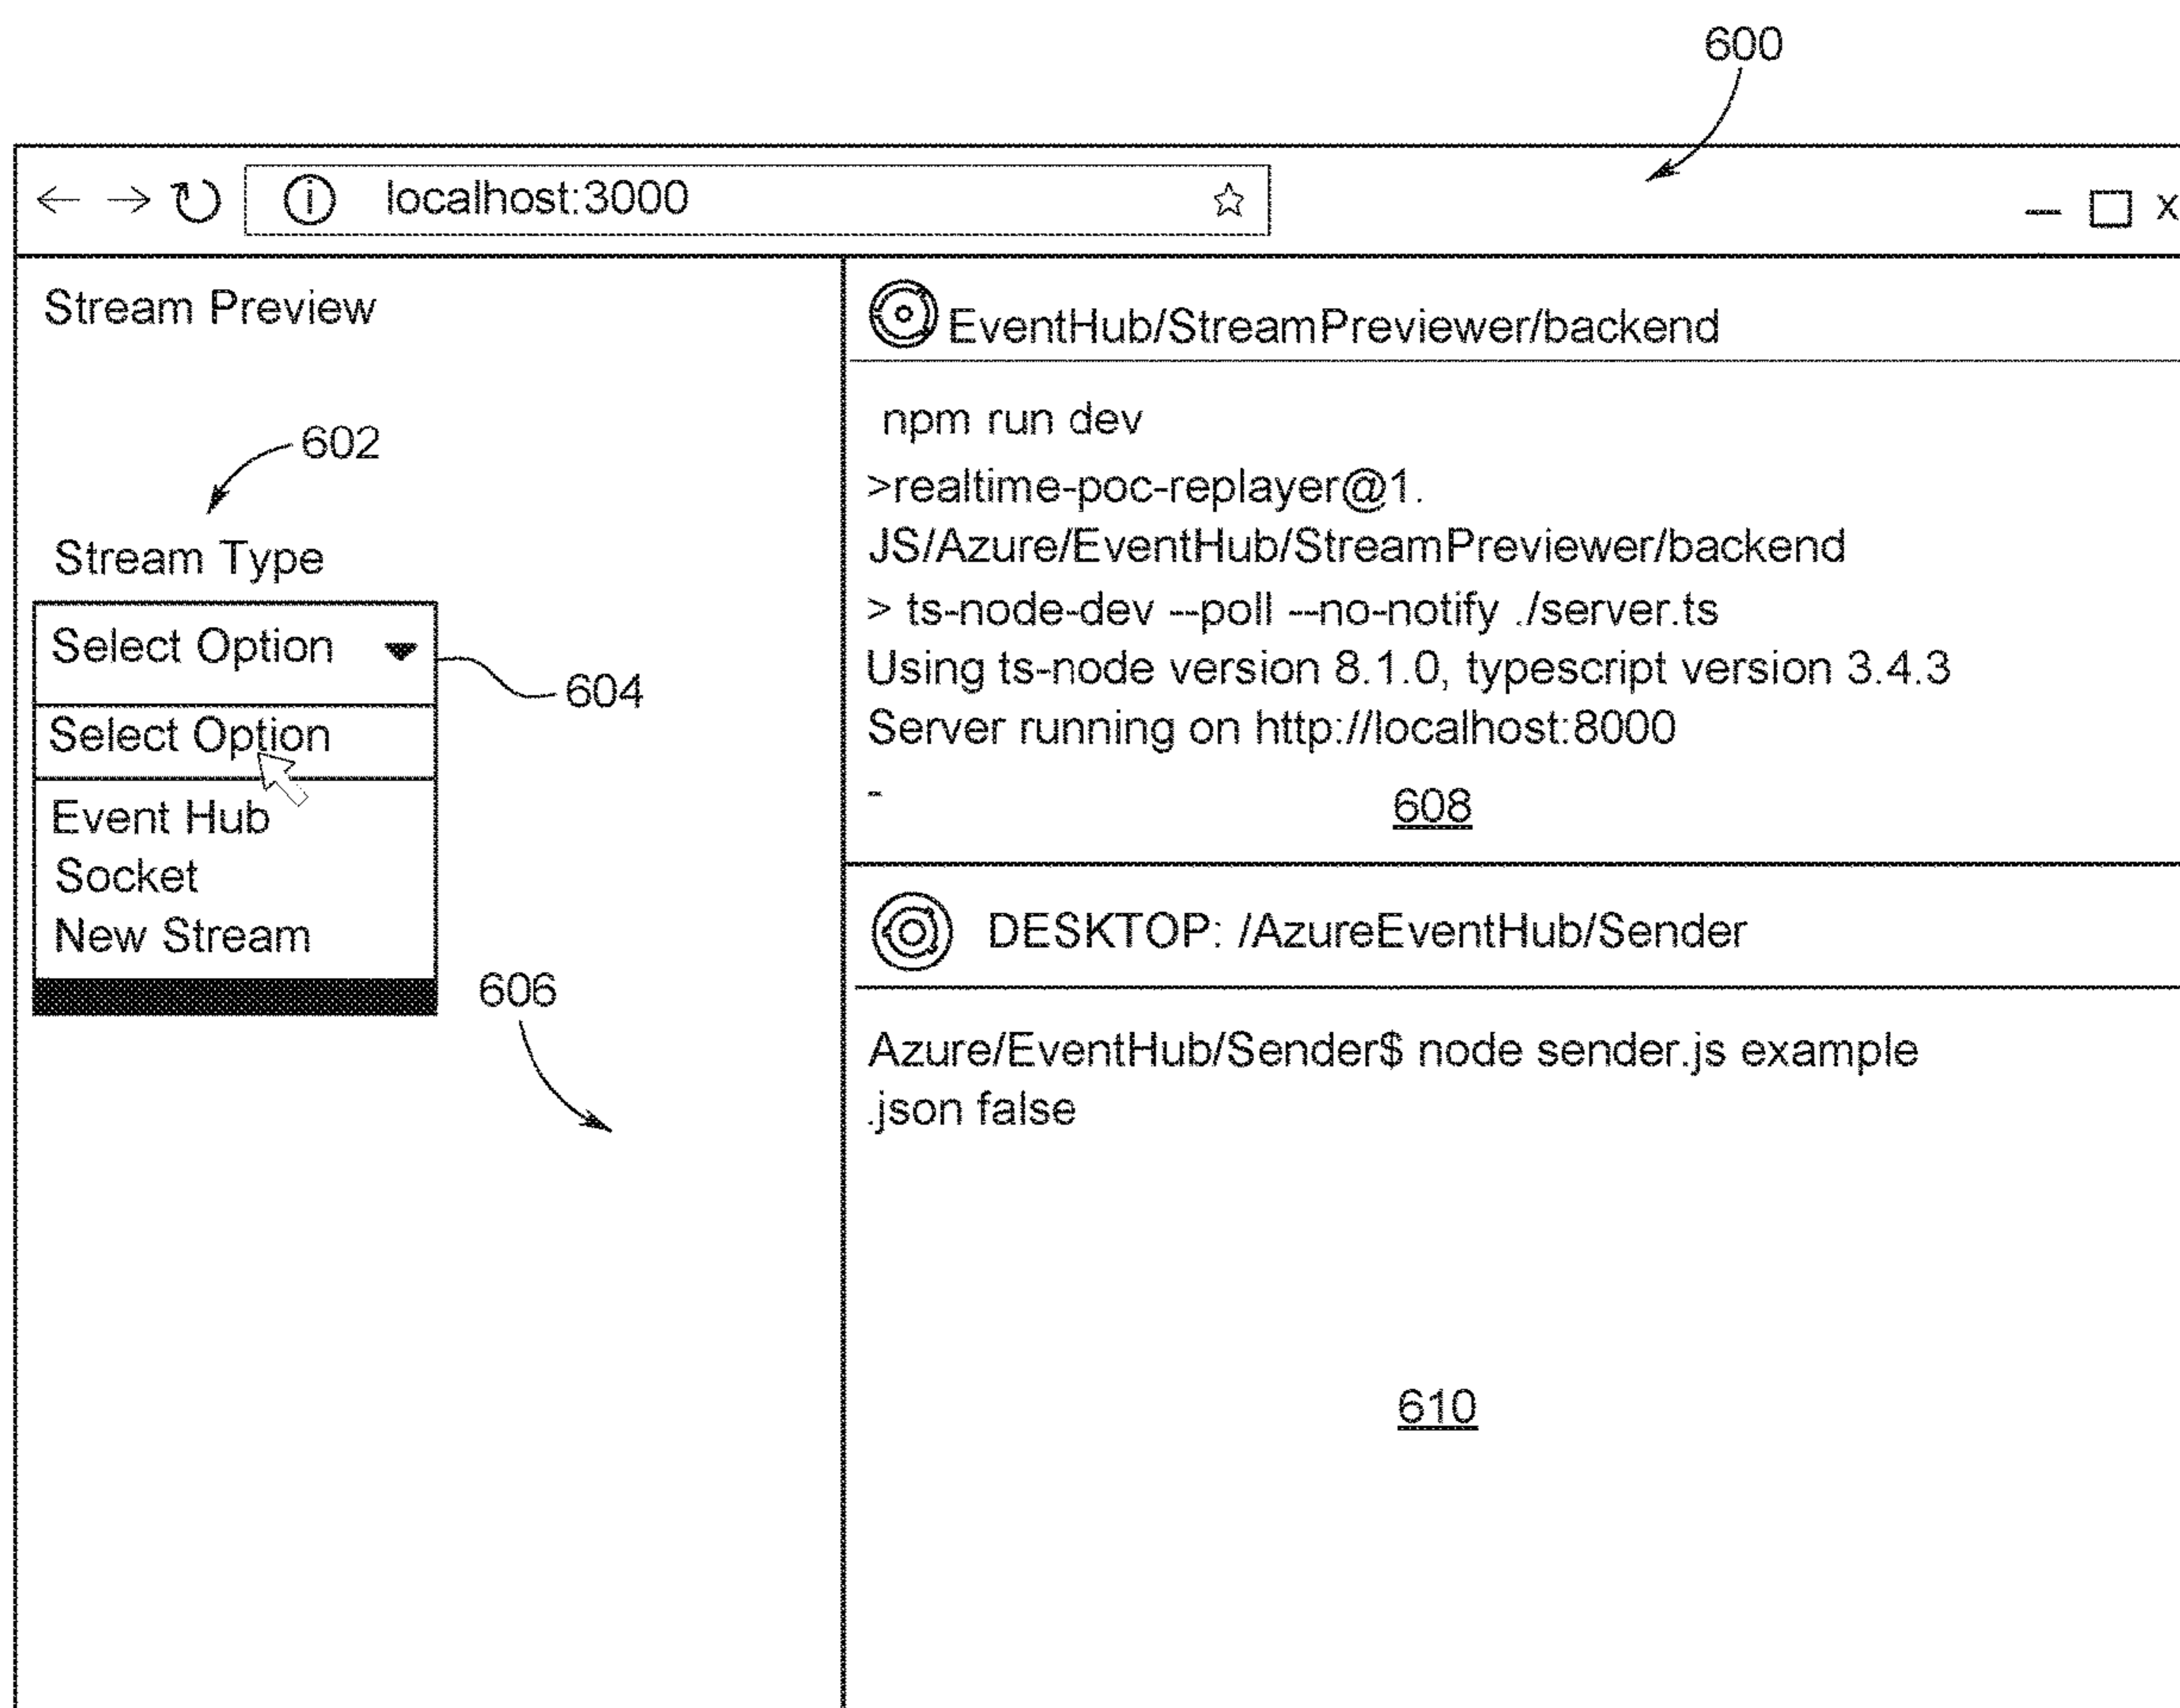 600
localhost:3000
X
Stream Preview
602
Stream Type
Select Option
604
Select Option
Event Hub
Socket
New Stream
606
EventHub/StreamPreviewer/backend
npm run dev
>realtime-poc-replayer@1.
JS/Azure/EventHub/StreamPreviewer/backend
> ts-node-dev --poll --no-notify ./server.ts
Using ts-node version 8.1.0, typescript version 3.4.3
Server running on http://localhost:8000
-
608
DESKTOP: /AzureEventHub/Sender
Azure/EventHub/Sender$ node sender.js example
.json false
610